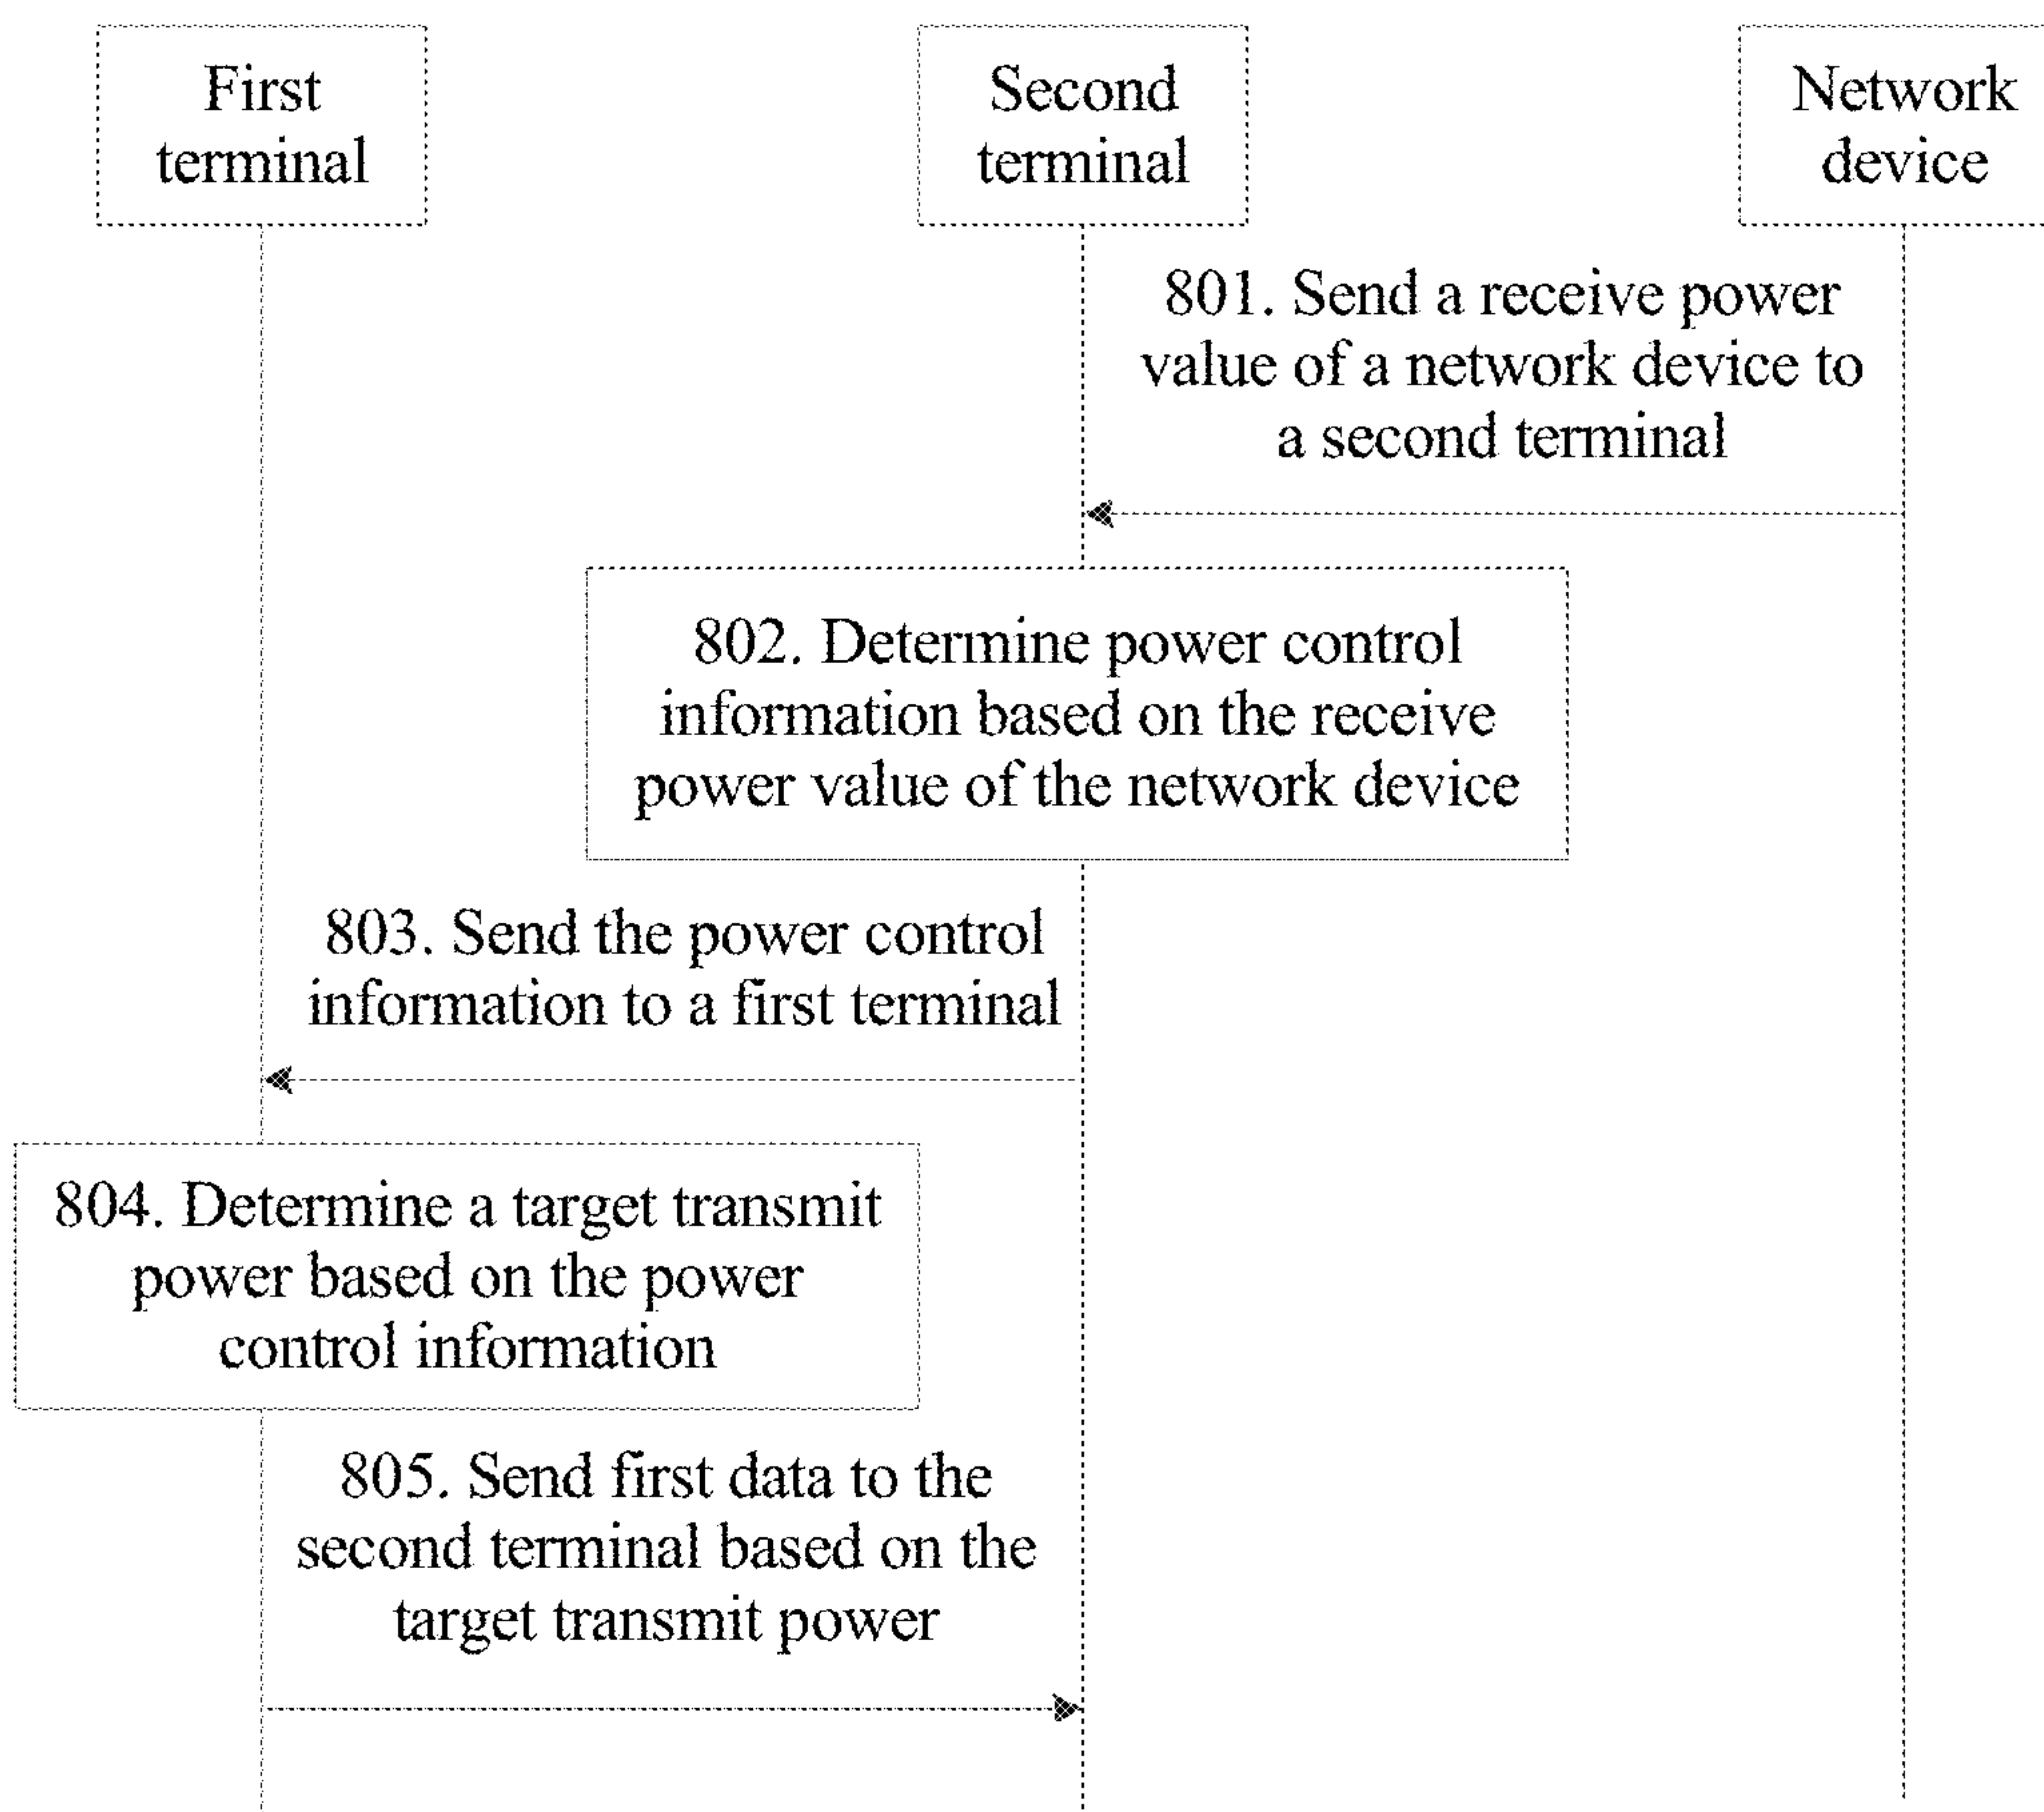 First
terminal
Second
terminal
Network
device
801. Send a receive power
value of a network device to
a second terminal
802. Determine power control
information based on the receive
power value of the network device
803. Send the power control
information to a first terminal
804. Determine a target transmit
power based on the power
control information
805. Send first data to the
second terminal based on the
target transmit power